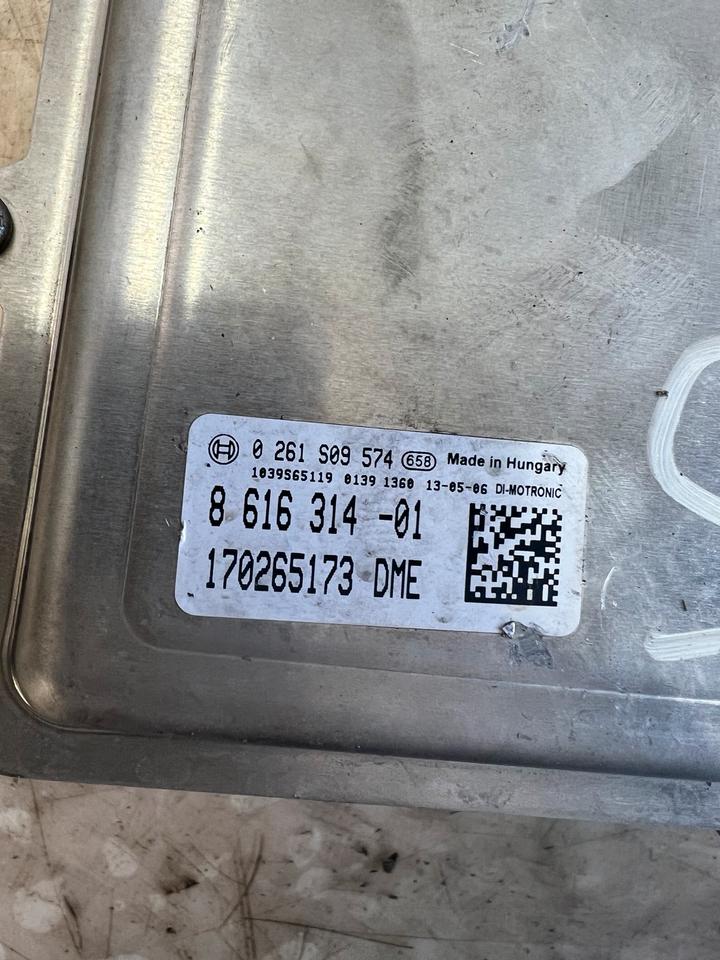 0 261 S09 574 658 Made in Hungary
1039S65119 0139 1360 13-05-06 DI-MOTRONIC
8 616 314 -01
170265173 DME